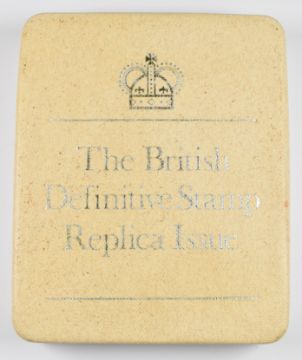 The British
Definitive Stamp
Replica Issue